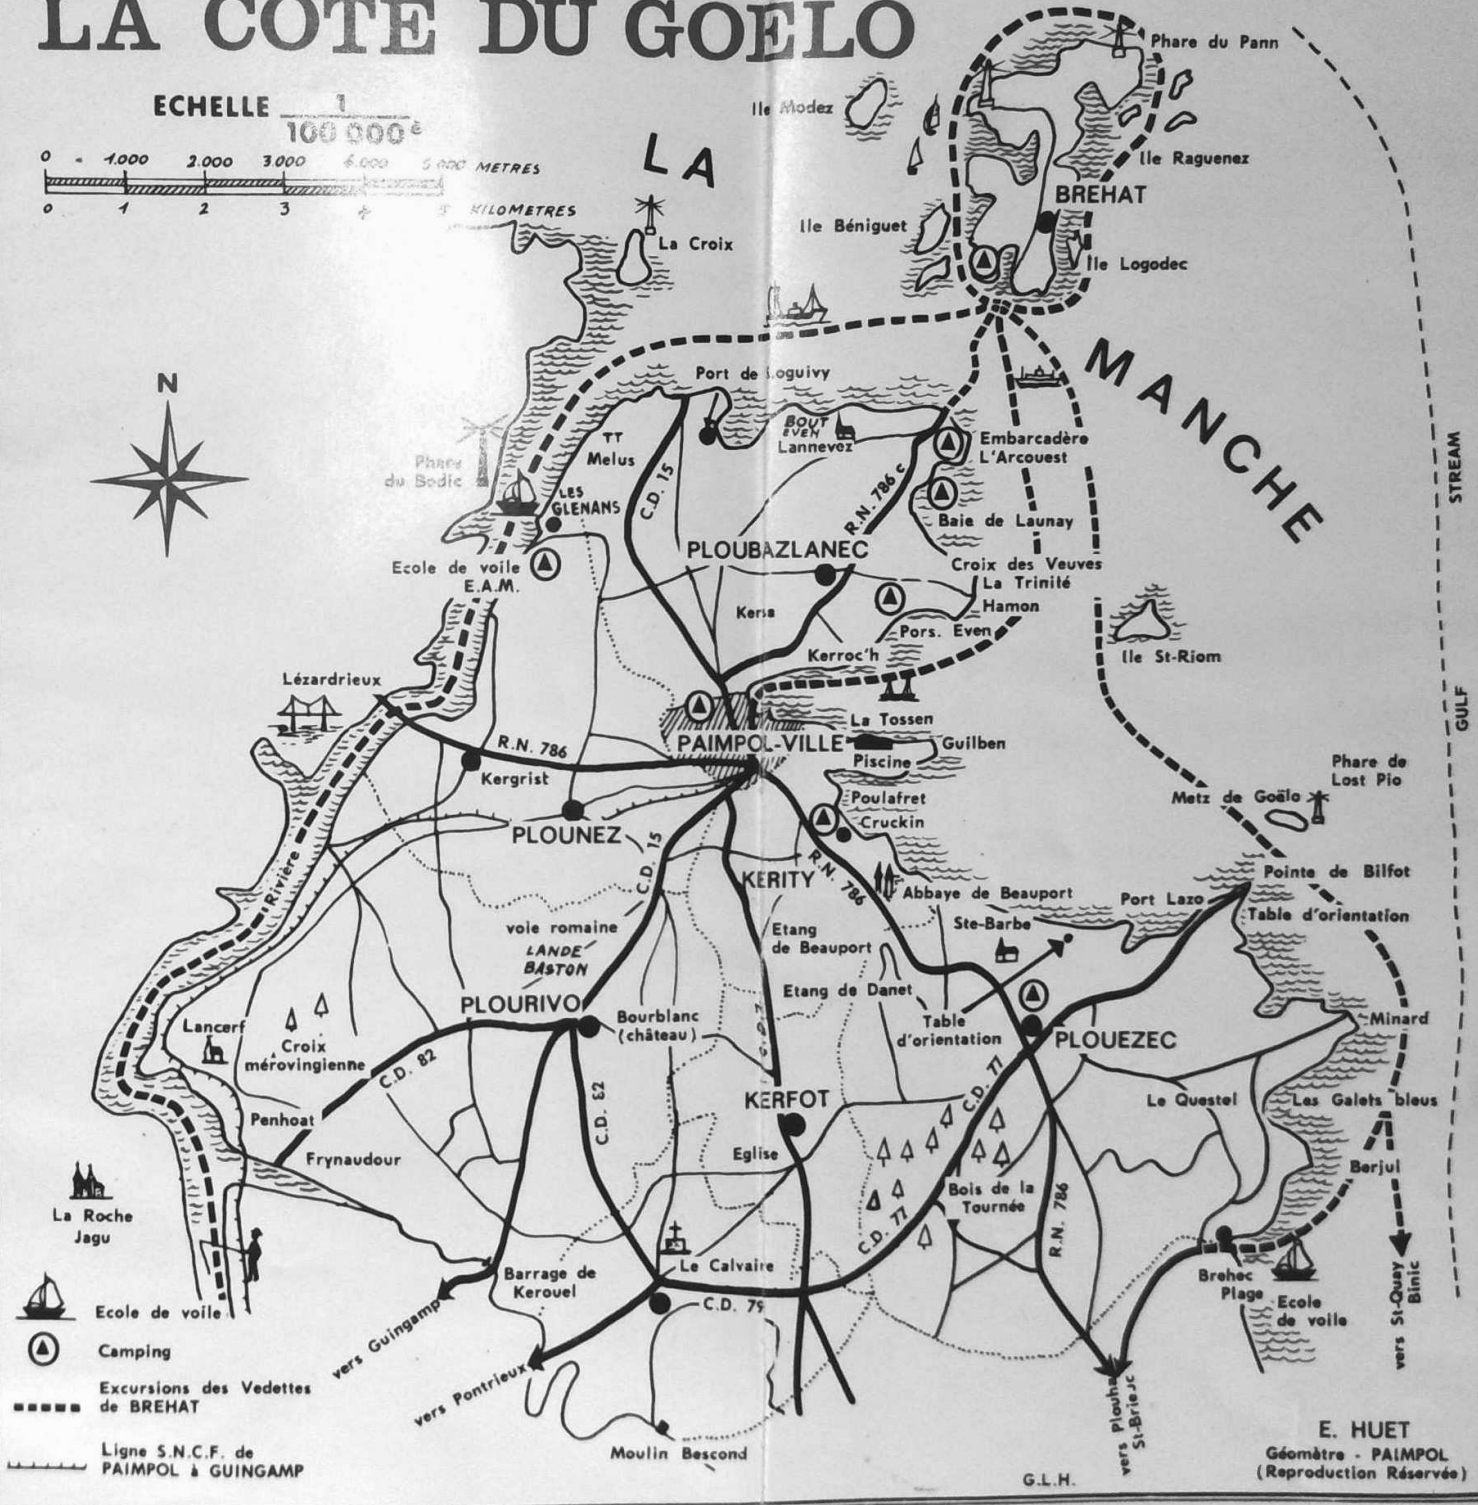 LA COTE DU GOELO
ECHELLE 1
100 000e
0 1.000 2.000 3.000 4.000 5.000 METRES
0 1 2 3 4 5 KILOMETRES
LA
MANCHE
GULF
STREAM
N
Phare du Pann
Ile Modez
Ile Raguenez
BREHAT
Ile Béniguet
Ile Logodec
La Croix
Port de Loguivy
BOUT
EVEN
Lannevez
TT
Melus
C.D. 15
R.N. 786 c
Embarcadère
L'Arcouest
Baie de Launay
Phare
du Bodic
LES
GLENANS
Ecole de voile
E.A.M.
PLOUBAZLANEC
Croix des Veuves
La Trinité
Hamon
Kersa
Pors. Even
Kerroc'h
Ile St-Riom
Lézardrieux
La Tossen
PAIMPOL-VILLE
Guilben
Piscine
R.N. 786
Kergrist
Poulafret
Cruckin
Phare de
Lost Pio
Metz de Goëlo
PLOUNEZ
C.D. 15
KERITY
R.N. 786
Rivière
Abbaye de Beauport
Pointe de Bilfot
Port Lazo
Table d'orientation
Ste-Barbe
voie romaine
LANDE
BASTON
Etang
de Beauport
Etang de Danet
PLOURIVO
Bourblanc
(château)
Table
d'orientation
PLOUEZEC
Minard
Lancerf
Croix
mérovingienne
C.D. 82
C.D. 7
C.D. 77
C.D. 82
KERFOT
Le Questel
Les Galets bleus
Penhoat
Frynaudour
Eglise
Berjul
Bois de la
Tournée
C.D. 77
R.N. 786
La Roche
Jagu
Le Calvaire
Barrage de
Kerouel
C.D. 79
Brehec
Plage
Ecole
de voile
vers Guingamp
vers Pontrieux
vers Plouha
St-Brieuc
vers St-Quay
Binic
Moulin Bescond
Ecole de voile
Camping
Excursions des Vedettes
de BREHAT
Ligne S.N.C.F. de
PAIMPOL à GUINGAMP
E. HUET
Géomètre - PAIMPOL
(Reproduction Réservée)
G.L.H.